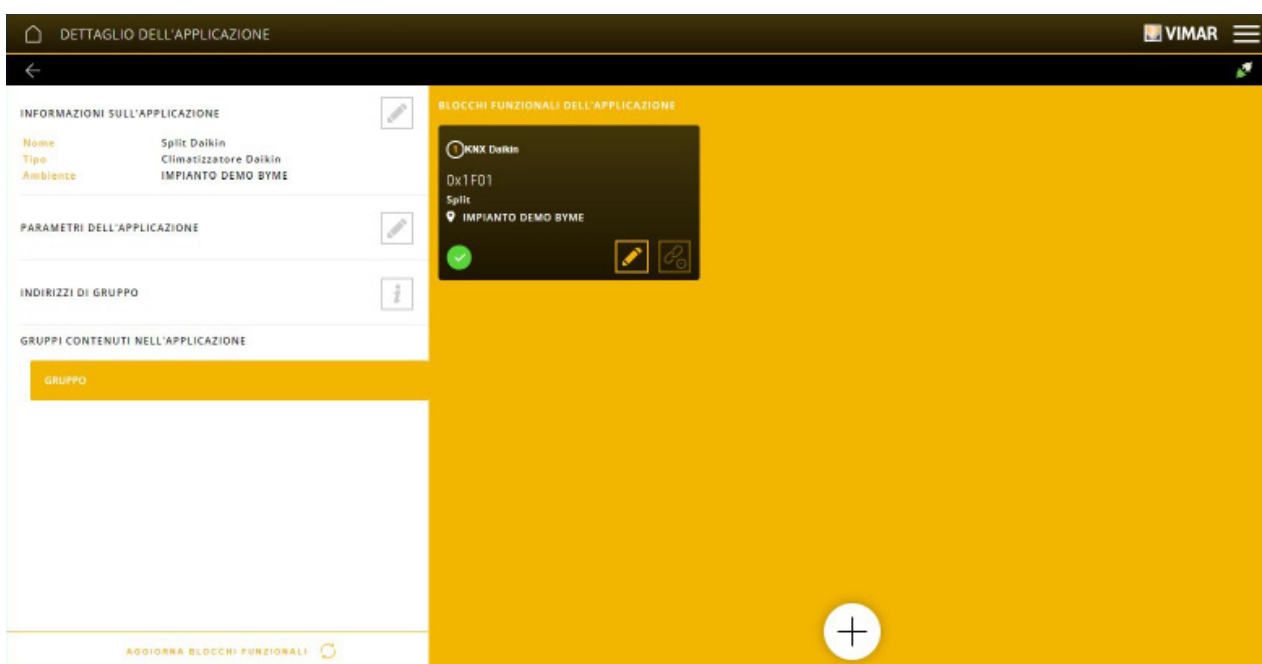 DETTAGLIO DELL'APPLICAZIONE
VIMAR
INFORMAZIONI SULL'APPLICAZIONE
Nome Split Daikin
Tipo Climatizzatore Daikin
Ambiente IMPIANTO DEMO BYME
PARAMETRI DELL'APPLICAZIONE
INDIRIZZI DI GRUPPO
i
GRUPPI CONTENUTI NELL'APPLICAZIONE
GRUPPO
AGGIORNA BLOCCHI FUNZIONALI
BLOCCHI FUNZIONALI DELL'APPLICAZIONE
1 KNX Daikin
0x1F01
Split
IMPIANTO DEMO BYME